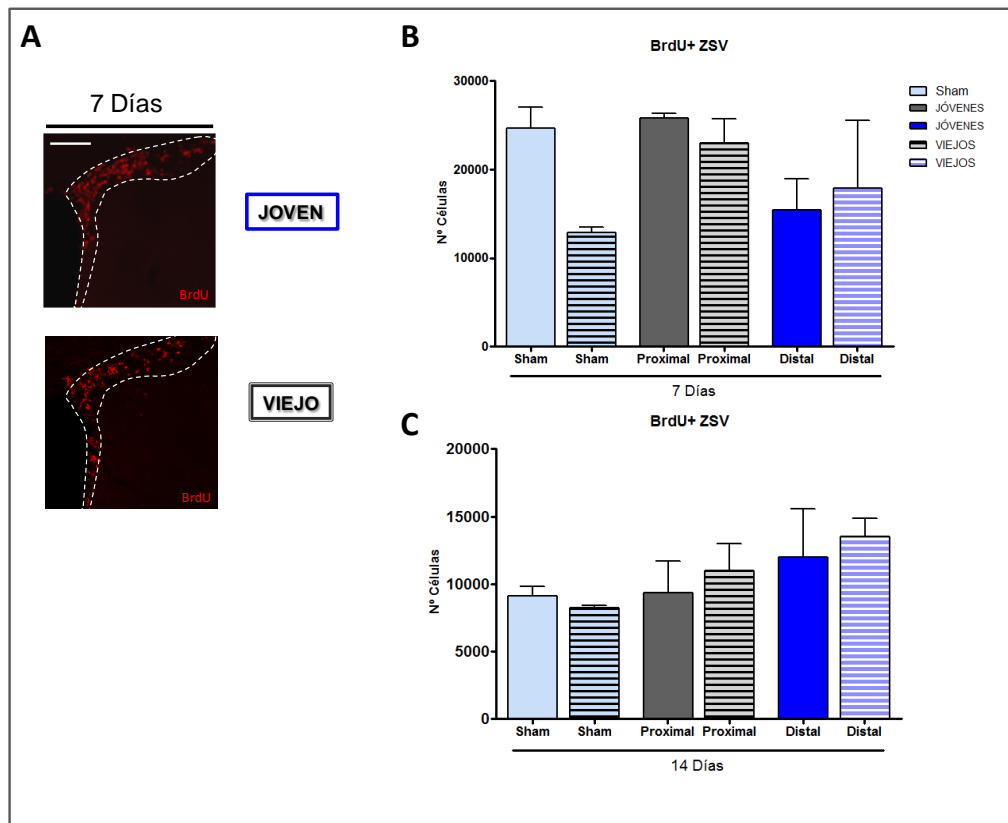 A
7 Días
BrdU
JOVEN
BrdU
VIEJO
B
BrdU+ ZSV
30000
20000
10000
0
Nº Células
Sham
JÓVENES
JÓVENES
VIEJOS
VIEJOS
Sham Sham Proximal Proximal Distal Distal
7 Días
C
BrdU+ ZSV
20000
15000
10000
5000
0
Nº Células
Sham Sham Proximal Proximal Distal Distal
14 Días